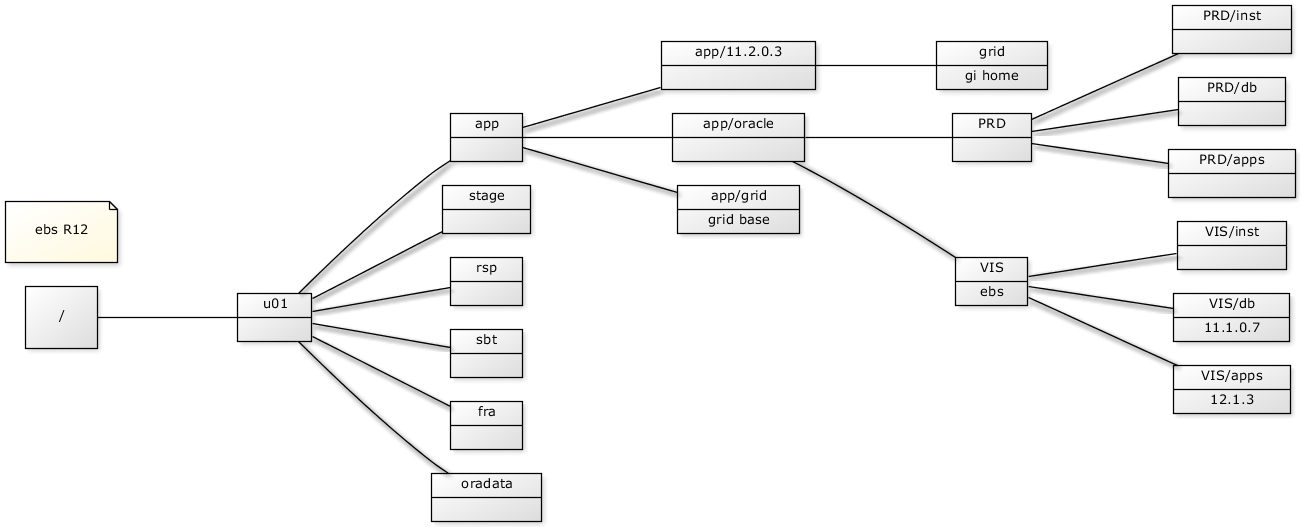 ebs R12
/
u01
app
stage
rsp
sbt
fra
oradata
app/11.2.0.3
app/oracle
app/grid
grid base
grid
gi home
PRD
VIS
ebs
PRD/inst
PRD/db
PRD/apps
VIS/inst
VIS/db
11.1.0.7
VIS/apps
12.1.3